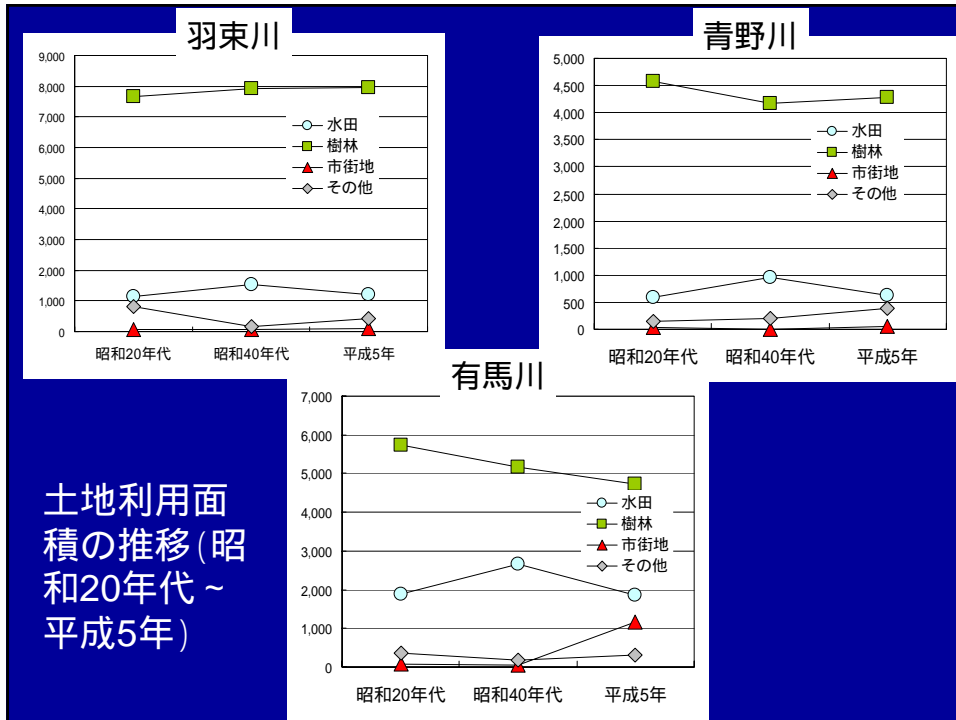 羽束川
9,000
8,000
7,000
6,000
5,000
4,000
3,000
2,000
1,000
0
水田
樹林
市街地
その他
昭和20年代 昭和40年代 平成5年
青野川
5,000
4,500
4,000
3,500
3,000
2,500
2,000
1,500
1,000
500
0
水田
樹林
市街地
その他
昭和20年代 昭和40年代 平成5年
有馬川
7,000
6,000
5,000
4,000
3,000
2,000
1,000
0
水田
樹林
市街地
その他
昭和20年代 昭和40年代 平成5年
土地利用面
積の推移(昭
和20年代~
平成5年)